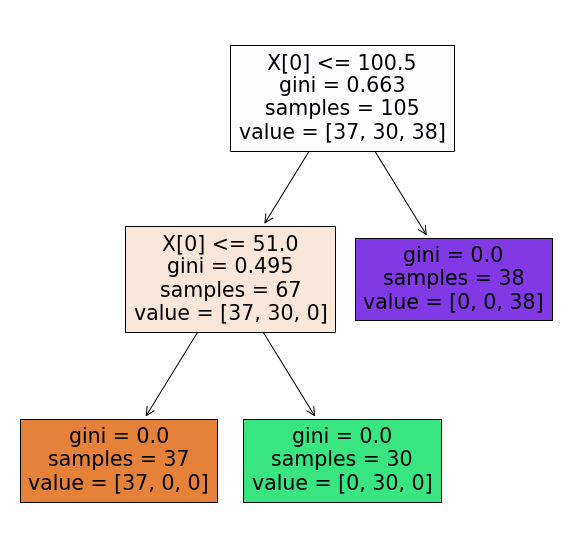 X[0] <= 100.5
gini = 0.663
samples = 105
value = [37, 30, 38]
X[0] <= 51.0
gini = 0.495
samples = 67
value = [37, 30, 0]
gini = 0.0
samples = 38
value = [0, 0, 38]
gini = 0.0
samples = 37
value = [37, 0, 0]
gini = 0.0
samples = 30
value = [0, 30, 0]